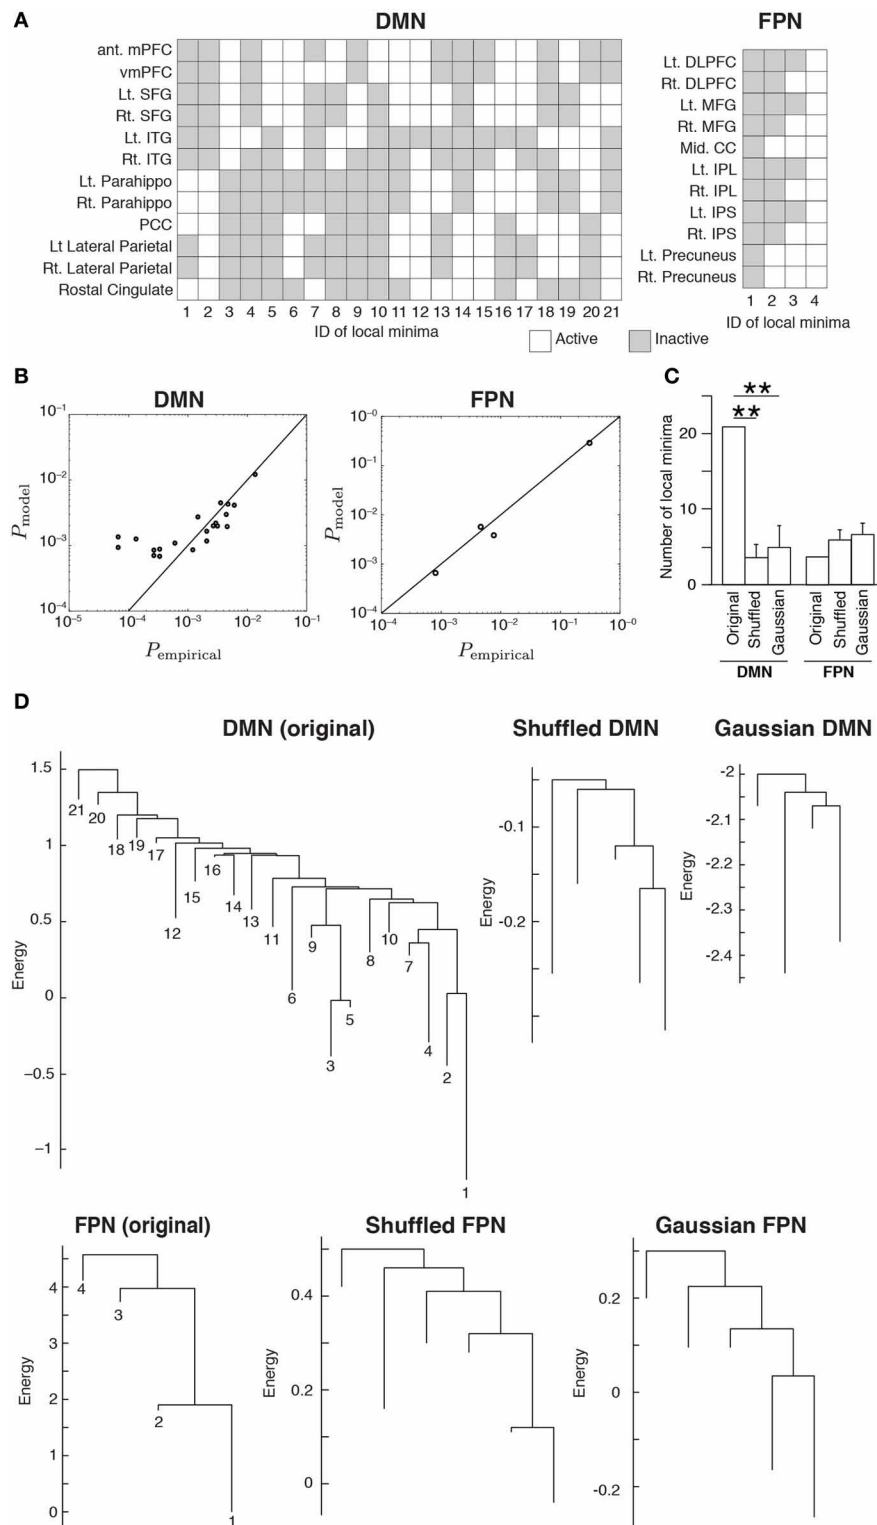 A
DMN
FPN
ant. mPFC
vmPFC
Lt. SFG
Rt. SFG
Lt. ITG
Rt. ITG
Lt. Parahippo
Rt. Parahippo
PCC
Lt Lateral Parietal
Rt. Lateral Parietal
Rostal Cingulate
1 2 3 4 5 6 7 8 9 10 11 12 13 14 15 16 17 18 19 20 21
ID of local minima
Lt. DLPFC
Rt. DLPFC
Lt. MFG
Rt. MFG
Mid. CC
Lt. IPL
Rt. IPL
Lt. IPS
Rt. IPS
Lt. Precuneus
Rt. Precuneus
1 2 3 4
ID of local minima
Active
Inactive
B
DMN
10−1
10−2
10−3
10−4
Pmodel
10−5 10−4 10−3 10−2 10−1
Pempirical
FPN
10−0
10−1
10−2
10−3
10−4
Pmodel
10−4 10−3 10−2 10−1 10−0
Pempirical
C
**
**
20
10
0
Number of local minima
Original
Shuffled
Gaussian
Original
Shuffled
Gaussian
DMN
FPN
D
DMN (original)
1.5
1
0.5
0
−0.5
−1
Energy
21
20
18
19
17
12
15
16
14
13
11
6
9
3
5
8
10
7
4
2
1
Shuffled DMN
-0.1
-0.2
Energy
Gaussian DMN
-2
-2.1
-2.2
-2.3
-2.4
Energy
FPN (original)
4
3
2
1
0
Energy
4
3
2
1
Shuffled FPN
0.4
0.2
0
Energy
Gaussian FPN
0.2
0
-0.2
Energy